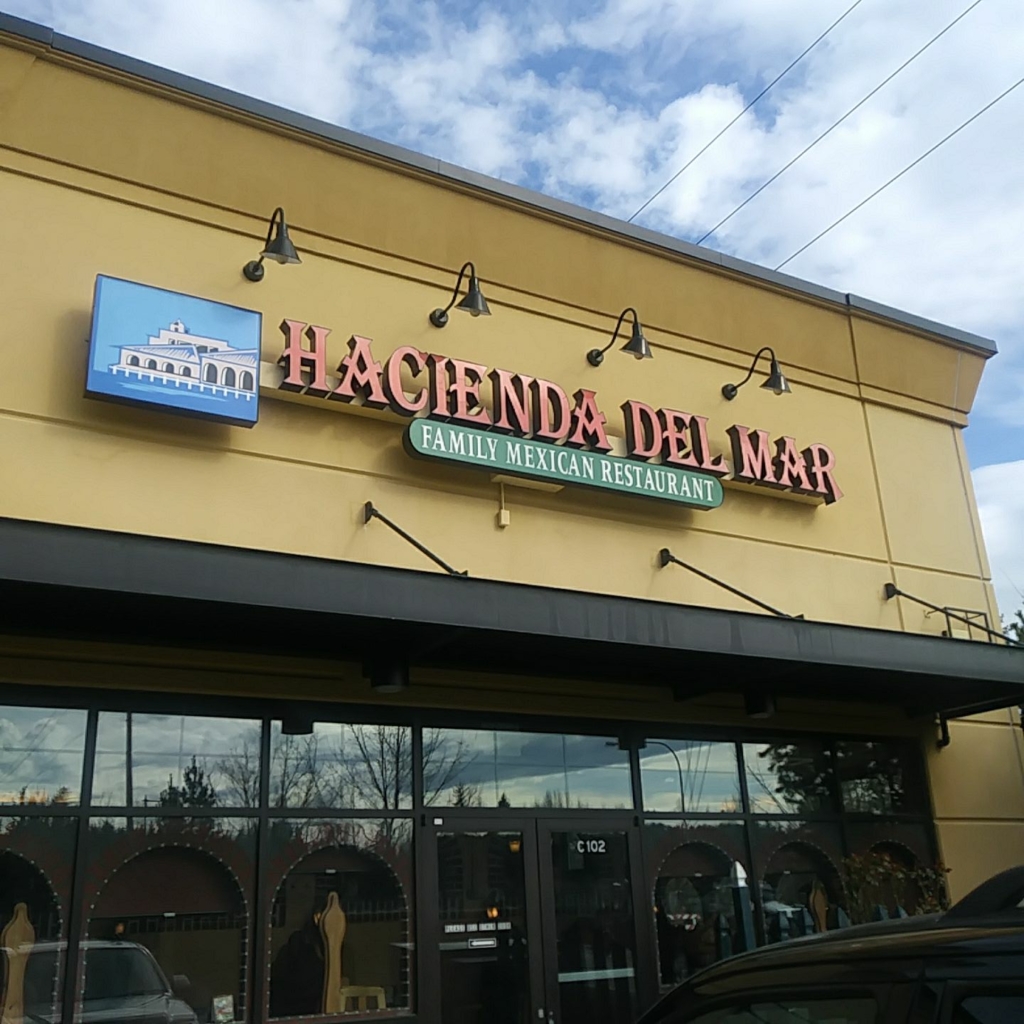 HACIENDA DEL MAR
FAMILY MEXICAN RESTAURANT
C102